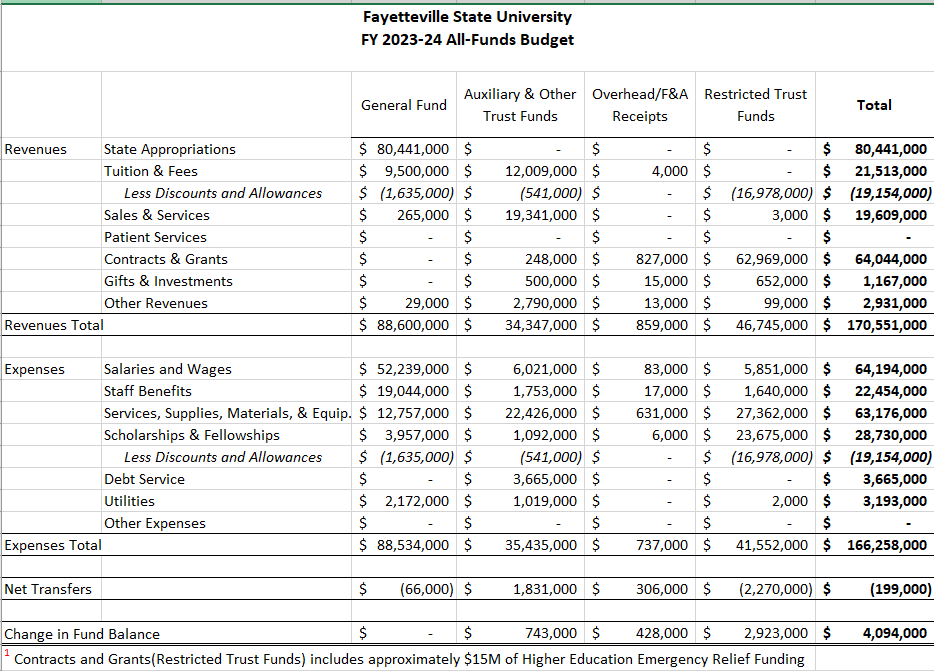 Fayetteville State University
FY 2023-24 All-Funds Budget
General Fund Auxiliary & Other Trust Funds Overhead/F&A Receipts Restricted Trust Funds Total
Revenues State Appropriations $ 80,441,000 $ - $ - $ - $ 80,441,000
Tuition & Fees $ 9,500,000 $ 12,009,000 $ 4,000 $ - $ 21,513,000
Less Discounts and Allowances $ (1,635,000) $ (541,000) $ - $ (16,978,000) $ (19,154,000)
Sales & Services $ 265,000 $ 19,341,000 $ - $ 3,000 $ 19,609,000
Patient Services $ - $ - $ - $ - $ -
Contracts & Grants $ - $ 248,000 $ 827,000 $ 62,969,000 $ 64,044,000
Gifts & Investments $ - $ 500,000 $ 15,000 $ 652,000 $ 1,167,000
Other Revenues $ 29,000 $ 2,790,000 $ 13,000 $ 99,000 $ 2,931,000
Revenues Total $ 88,600,000 $ 34,347,000 $ 859,000 $ 46,745,000 $ 170,551,000
Expenses Salaries and Wages $ 52,239,000 $ 6,021,000 $ 83,000 $ 5,851,000 $ 64,194,000
Staff Benefits $ 19,044,000 $ 1,753,000 $ 17,000 $ 1,640,000 $ 22,454,000
Services, Supplies, Materials, & Equip. $ 12,757,000 $ 22,426,000 $ 631,000 $ 27,362,000 $ 63,176,000
Scholarships & Fellowships $ 3,957,000 $ 1,092,000 $ 6,000 $ 23,675,000 $ 28,730,000
Less Discounts and Allowances $ (1,635,000) $ (541,000) $ - $ (16,978,000) $ (19,154,000)
Debt Service $ - $ 3,665,000 $ - $ - $ 3,665,000
Utilities $ 2,172,000 $ 1,019,000 $ - $ 2,000 $ 3,193,000
Other Expenses $ - $ - $ - $ - $ -
Expenses Total $ 88,534,000 $ 35,435,000 $ 737,000 $ 41,552,000 $ 166,258,000
Net Transfers $ (66,000) $ 1,831,000 $ 306,000 $ (2,270,000) $ (199,000)
Change in Fund Balance $ - $ 743,000 $ 428,000 $ 2,923,000 $ 4,094,000
1 Contracts and Grants(Restricted Trust Funds) includes approximately $15M of Higher Education Emergency Relief Funding